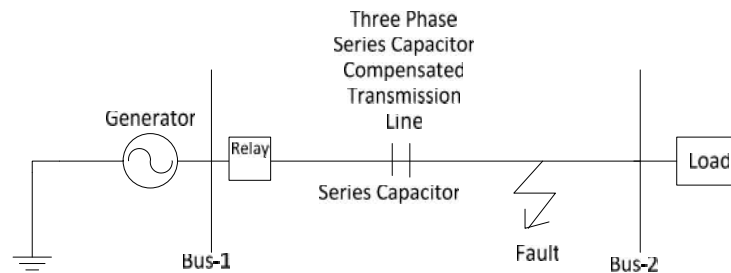 Three Phase
Series Capacitor
Compensated
Transmission
Line
Generator
Relay
Load
Series Capacitor
Fault
Bus-1
Bus-2